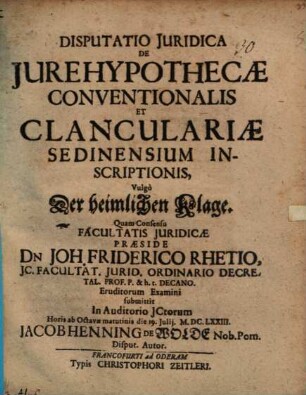 DISPUTATIO JURIDICA
DE
JURE HYPOTHECÆ
CONVENTIONALIS
ET
CLANCULARIÆ
SEDINENSIUM IN-
SCRIPTIONIS,
Vulgò
Der heimlichen Klage.
Quam Consensu
FACULTATIS JURIDICÆ
PRÆSIDE
DN JOH. FRIDERICO RHETIO,
JC. FACULTAT. JURID. ORDINARIO DECRE-
TAL. PROF. P. & h.t. DECANO.
Eruditorum Examini
submittit
In Auditorio JCtorum
Horis ab Octava matutinis die 19. Julij. M. DC. LXXIII.
JACOB HENNING DE WOLDE Nob. Pom.
Disput. Autor.
FRANCOFURTI ad ODERAM
Typis CHRISTOPHORI ZEITLERI.